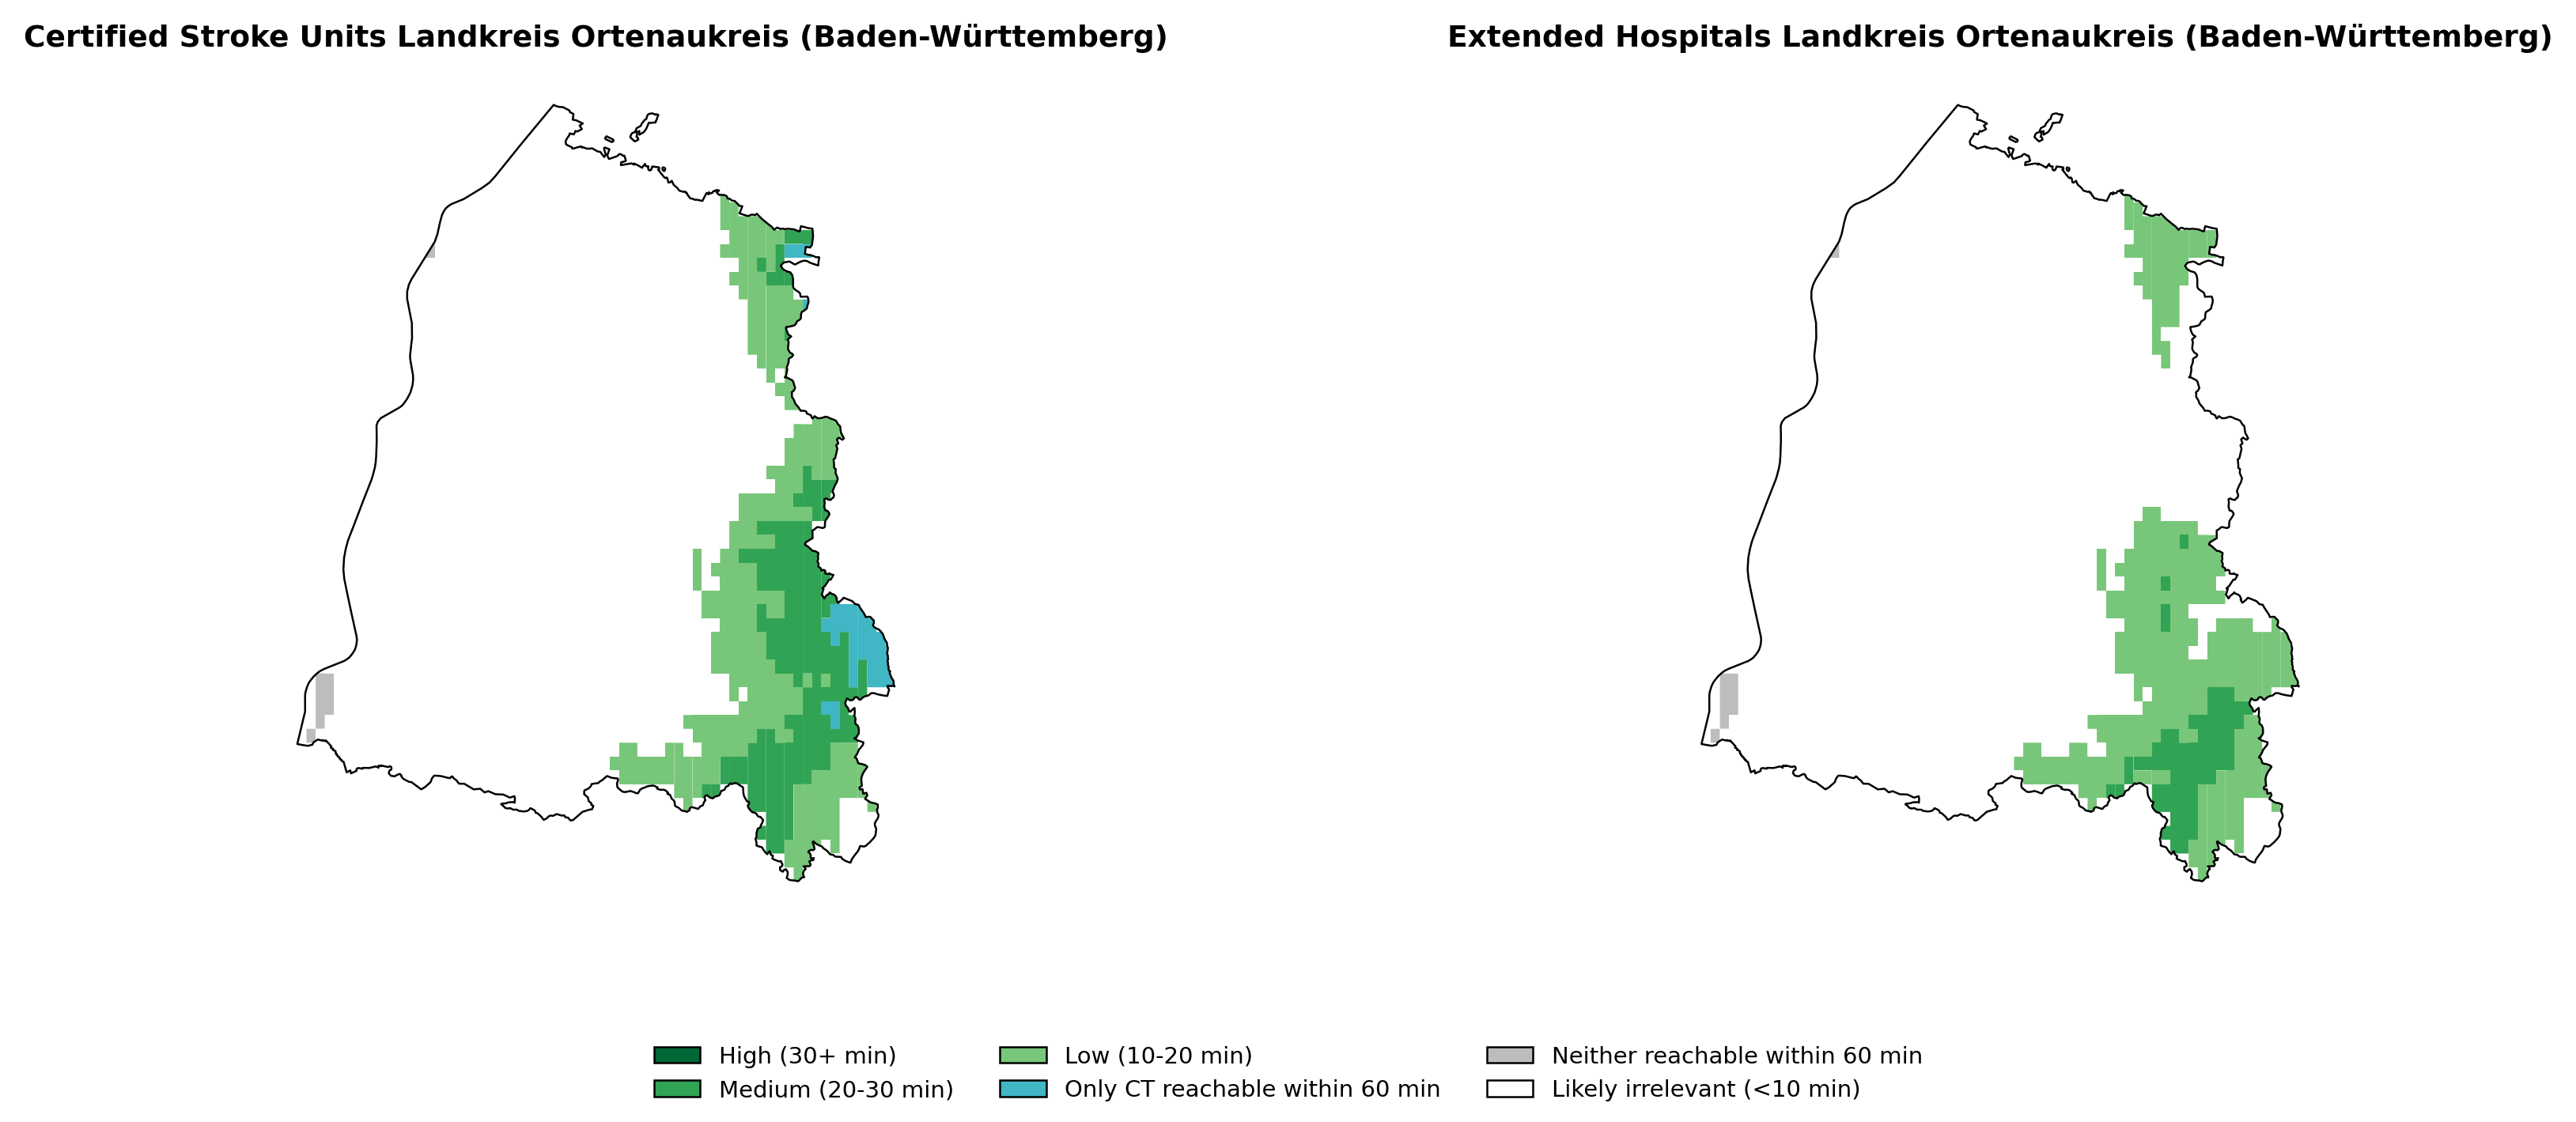 Certified Stroke Units Landkreis Ortenaukreis (Baden-Württemberg)
Extended Hospitals Landkreis Ortenaukreis (Baden-Württemberg)
High (30+ min)
Medium (20-30 min)
Low (10-20 min)
Only CT reachable within 60 min
Neither reachable within 60 min
Likely irrelevant (<10 min)